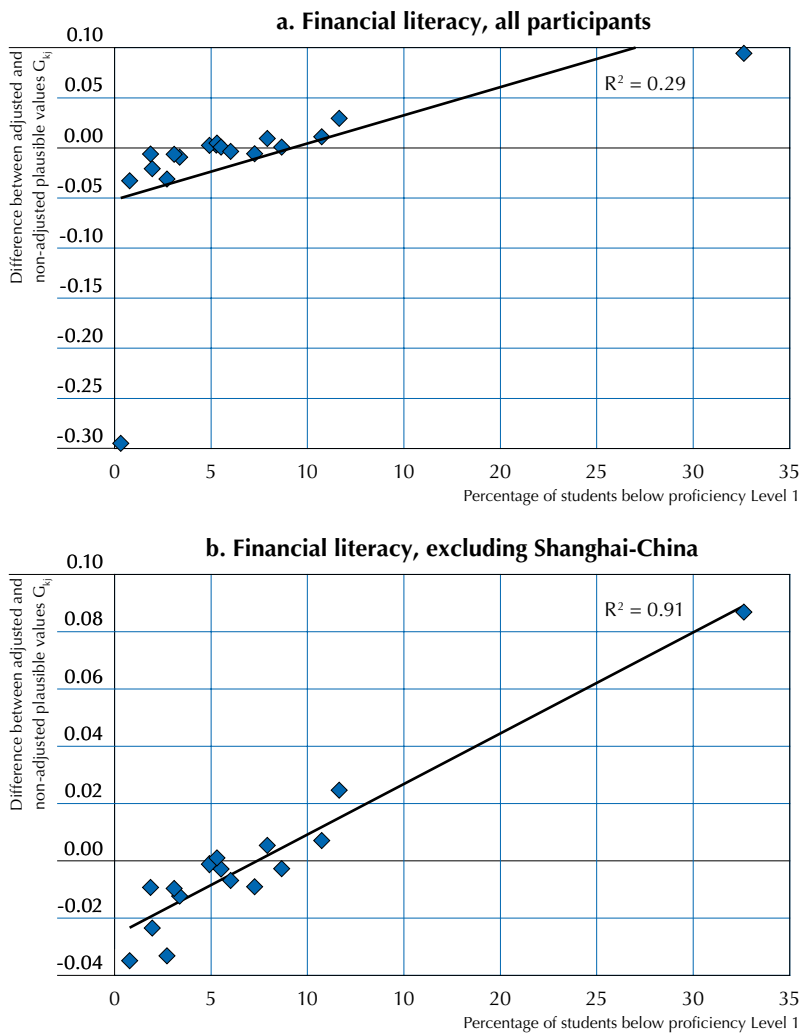 a. Financial literacy, all participants
Difference between adjusted and
non-adjusted plausible values Gkj
0.10
0.05
0.00
-0.05
-0.10
-0.15
-0.20
-0.25
-0.30
R² = 0.29
0 5 10 10 25 30 35
Percentage of students below proficiency Level 1
b. Financial literacy, excluding Shanghai-China
Difference between adjusted and
non-adjusted plausible values Gkj
0.10
0.08
0.06
0.04
0.02
0.00
-0.02
-0.04
R² = 0.91
0 5 10 10 25 30 35
Percentage of students below proficiency Level 1